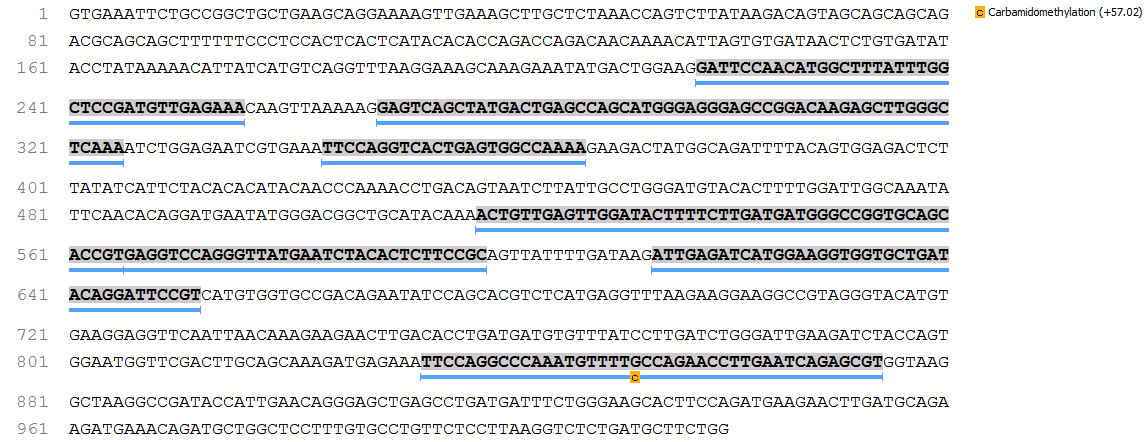 1 GTGAAATTCTGCCGGCTGCTGAAGCAGGAAAAGTTGAAAGCTTGCTCTAAACCAGTCTTATAAGACAGTAGCAGCAGCAG
c Carbamidomethylation (+57.02)
81 ACGCAGCAGCTTTTTTCCCTCCACTCACTCATACACACCAGACCAGACAACAAAACATTAGTGTGATAACTCTGTGATAT
161 ACCTATAAAAACATTATCATGTCAGGTTTAAGGAAAGCAAAGAAATATGACTGGAAGGATTCCAACATGGCTTTATTTGG
241 CTCCGATGTTGAGAAACAAGTTAAAAAGGAGTCAGCTATGACTGAGCCAGCATGGGAGGGAGCCGGACAAGAGCTTGGGC
321 TCAAAATCTGGAGAATCGTGAAATTCCAGGTCACTGAGTGGCCAAAAGAAGACTATGGCAGATTTTACAGTGGAGACTCT
401 TATATCATTCTACACACATACAACCCAAAACCTGACAGTAATCTTATTGCCTGGGATGTACACTTTTGGATTGGCAAATA
481 TTCAACACAGGATGAATATGGGACGGCTGCATACAAAACTGTTGAGTTGGATACTTTTCTTGATGATGGGCCGGTGCAGC
561 ACCGTGAGGTCCAGGGTTATGAATCTACACTCTTCCGCAGTTATTTTGATAAGATTGAGATCATGGAAGGTGGTGCTGAT
641 ACAGGATTCCGTCATGTGGTGCCGACAGAATATCCAGCACGTCTCATGAGGTTTAAGAAGGAAGGCCGTAGGGTACATGT
721 GAAGGAGGTTCAATTAACAAAGAAGAACTTGACACCTGATGATGTGTTTATCCTTGATCTGGGATTGAAGATCTACCAGT
801 GGAATGGTTCGACTTGCAGCAAAGATGAGAAATTCCAGGCCCAAATGTTTTGCCAGAACCTTGAATCAGAGCGTGGTAAG
c
881 GCTAAGGCCGATACCATTGAACAGGGAGCTGAGCCTGATGATTTCTGGGAAGCACTTCCAGATGAAGAACTTGATGCAGA
961 AGATGAAACAGATGCTGGCTCCTTTGTGCCTGTTCTCCTTAAGGTCTCTGATGCTTCTGG